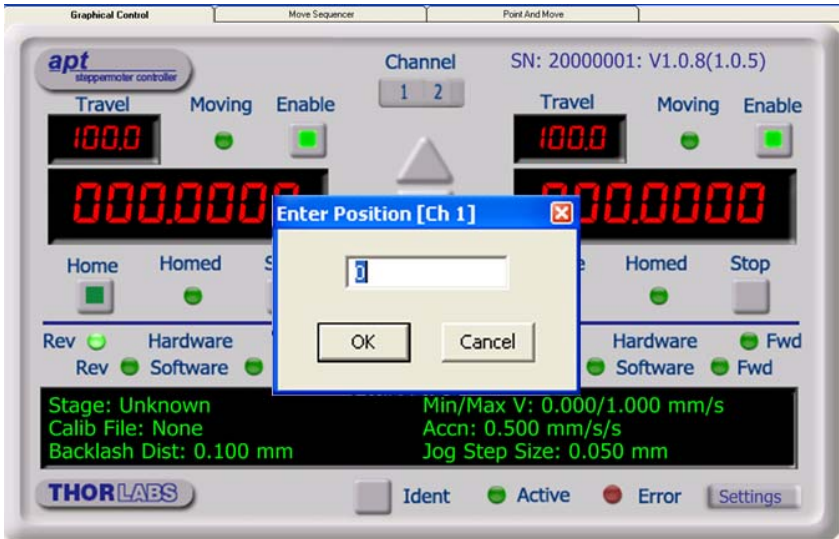 Graphical Control Move Sequencer Point And Move
apt
steppermoter controller
Channel
SN: 20000001: V1.0.8(1.0.5)
1 2
Travel Moving Enable
Travel Moving Enable
100.0
100.0
000.0000
Enter Position [Ch 1]
0
OK Cancel
Home Homed
Homed Stop
Rev Hardware
Hardware Fwd
Rev Software
Software Fwd
Stage: Unknown
Calib File: None
Backlash Dist: 0.100 mm
Min/Max V: 0.000/1.000 mm/s
Accn: 0.500 mm/s/s
Jog Step Size: 0.050 mm
THORLABS
Ident Active Error Settings